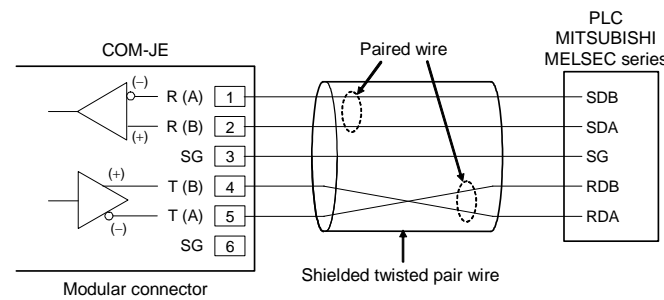 PLC
MITSUBISHI
MELSEC series
COM-JE
Paired wire
(−)
R (A) 1
SDB
(+)
R (B) 2
SDA
SG 3
SG
(+)
T (B) 4
RDB
(−)
T (A) 5
RDA
SG 6
Shielded twisted pair wire
Modular connector